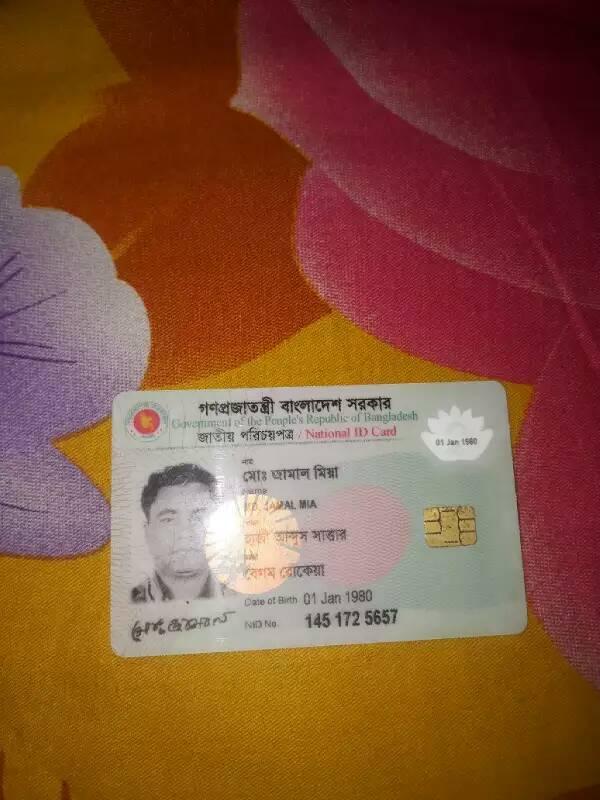 গণপ্রজাতন্ত্রী বাংলাদেশ সরকার
Government of the People's Republic of Bangladesh
জাতীয় পরিচয়পত্র / National ID Card
01 Jan 1980
নাম
মোঃ জামাল মিয়া
Name
MD. JAMAL MIA
হাজী আব্দুস সাত্তার
বেগম রোকেয়া
Date of Birth 01 Jan 1980
NID No. 145 172 5657